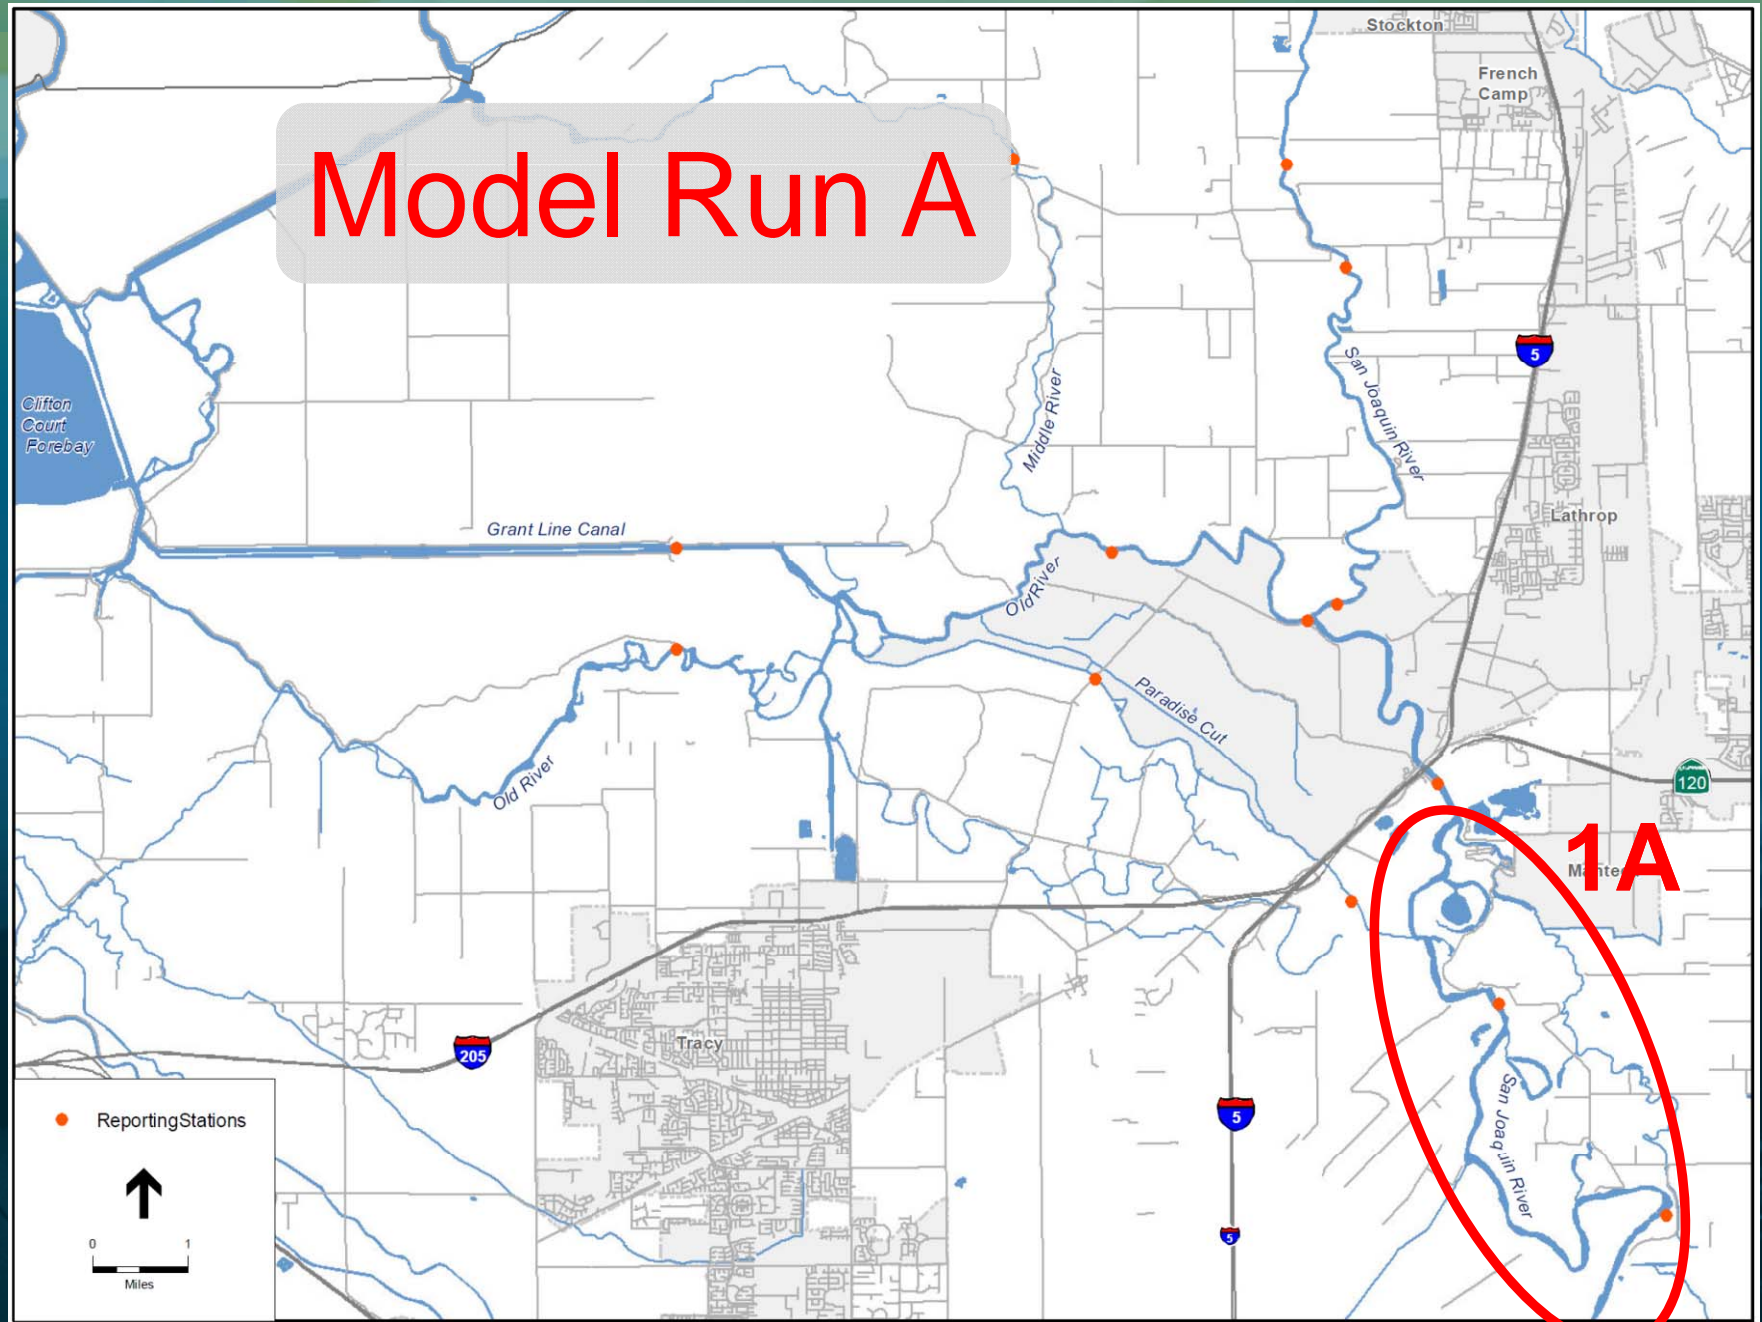 Stockton
French
Camp
Model Run A
5
Clifton
Court
Forebay
Middle River
San Joaquin River
Grant Line Canal
Lathrop
Old River
Paradise Cut
Old River
120
1A
205
Tracy
5
San Joaquin River
5
ReportingStations
0 1
Miles